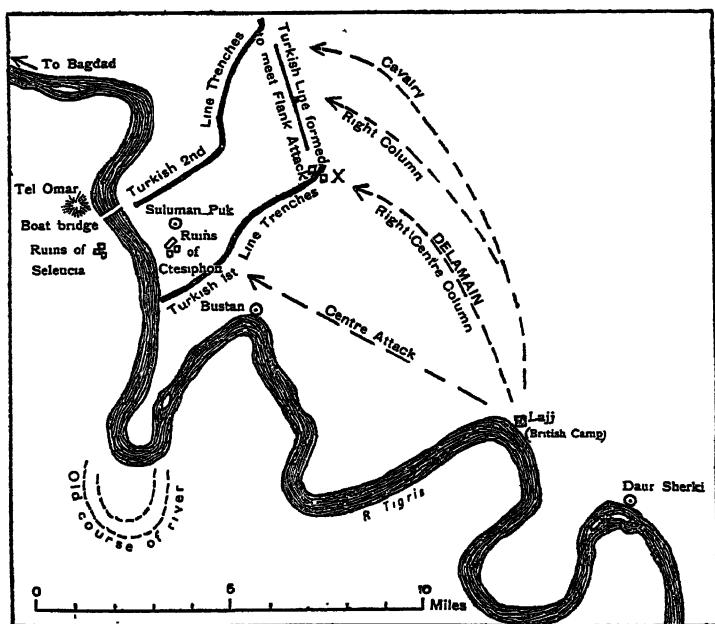 To Bagdad
Line Trenches
Turkish 2nd
Turkish Line formed
to meet Flank Attack
X
Cavalry
Right Column
DELAMAIN
Right Centre Column
Centre Attack
Tel Omar
Boat bridge
Ruins of
Seleucia
Suluman Puk
Ruins
of
Ctesiphon
Line Trenches
Turkish 1st
Bustan
Lajj
(British Camp)
Daur Sherki
R Tigris
Old course of river
0 5 10
Miles